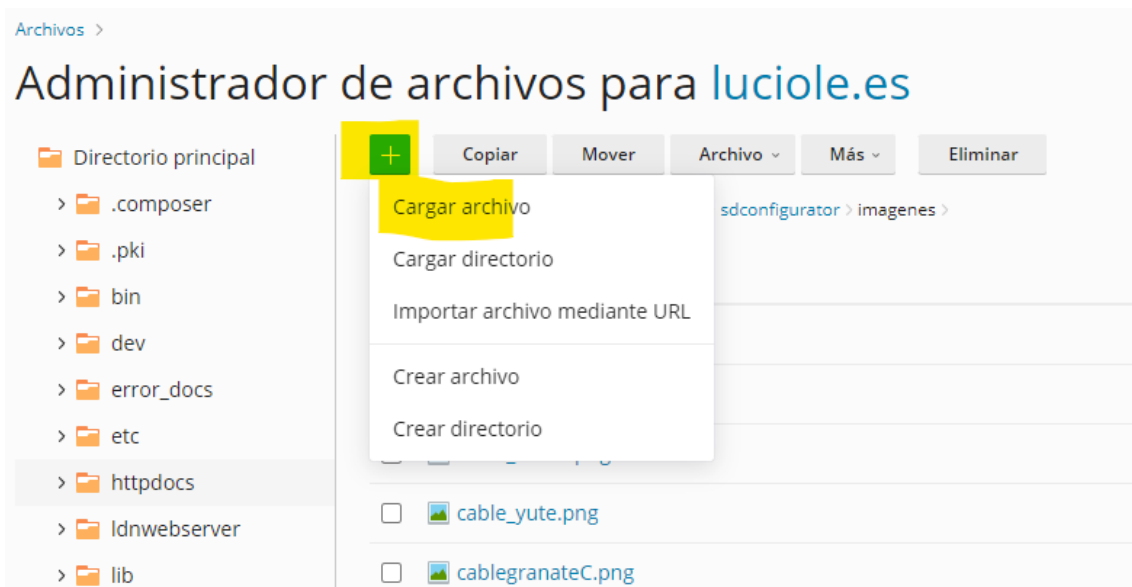 Archivos >
Administrador de archivos para luciole.es
Directorio principal
> .composer
> .pki
> bin
> dev
> error_docs
> etc
> httpdocs
> ldnwebserver
> lib
+ Copiar Mover Archivo Más Eliminar
Cargar archivo
Cargar directorio
Importar archivo mediante URL
Crear archivo
Crear directorio
sdconfigurator > imagenes >
cable_yute.png
cablegranateC.png